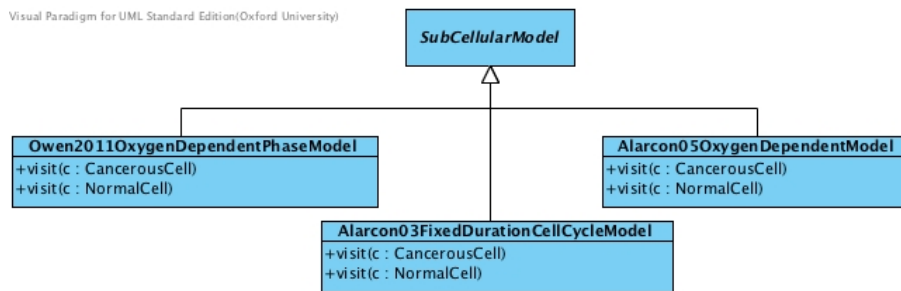 Visual Paradigm for UML Standard Edition(Oxford University)
SubCellularModel
Owen2011OxygenDependentPhaseModel
+visit(c : CancerousCell)
+visit(c : NormalCell)
Alarcon05OxygenDependentModel
+visit(c : CancerousCell)
+visit(c : NormalCell)
Alarcon03FixedDurationCellCycleModel
+visit(c : CancerousCell)
+visit(c : NormalCell)